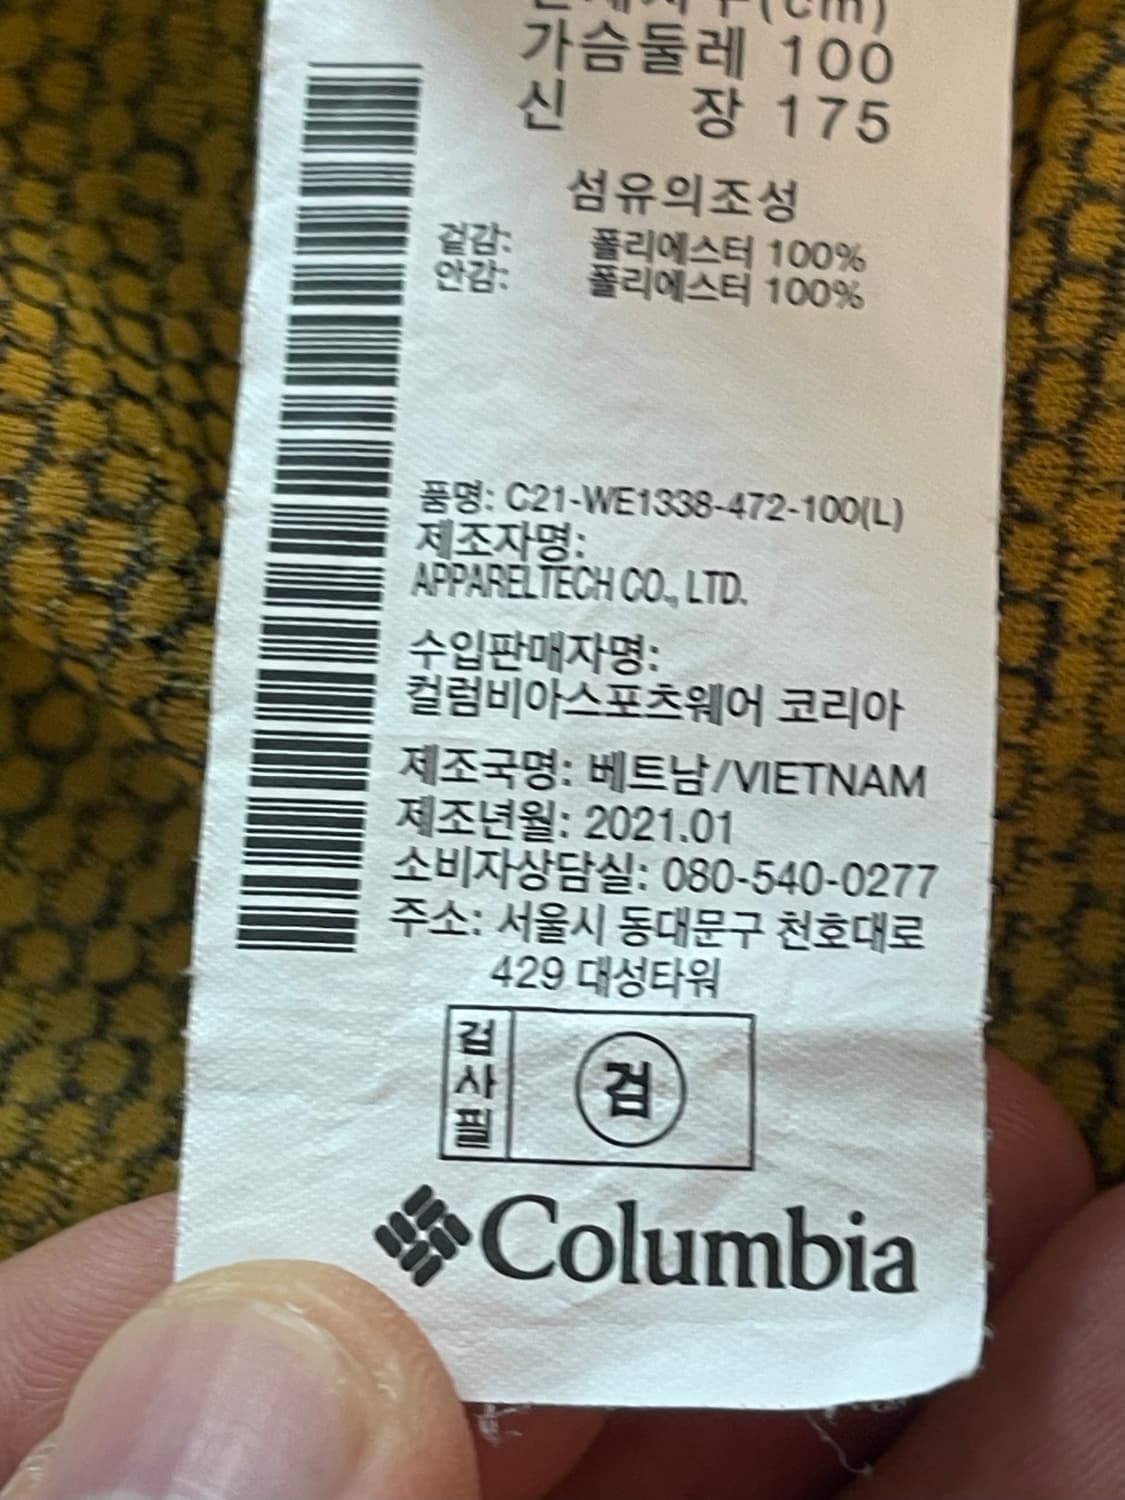 신체치수(cm)
가슴둘레 100
신 장 175
섬유의조성
겉감: 폴리에스터 100%
안감: 폴리에스터 100%
품명: C21-WE1338-472-100(L)
제조자명:
APPARELTECH CO., LTD.
수입판매자명:
컬럼비아스포츠웨어 코리아
제조국명: 베트남/VIETNAM
제조년월: 2021.01
소비자상담실: 080-540-0277
주소: 서울시 동대문구 천호대로
429 대성타워
검사필 검
Columbia